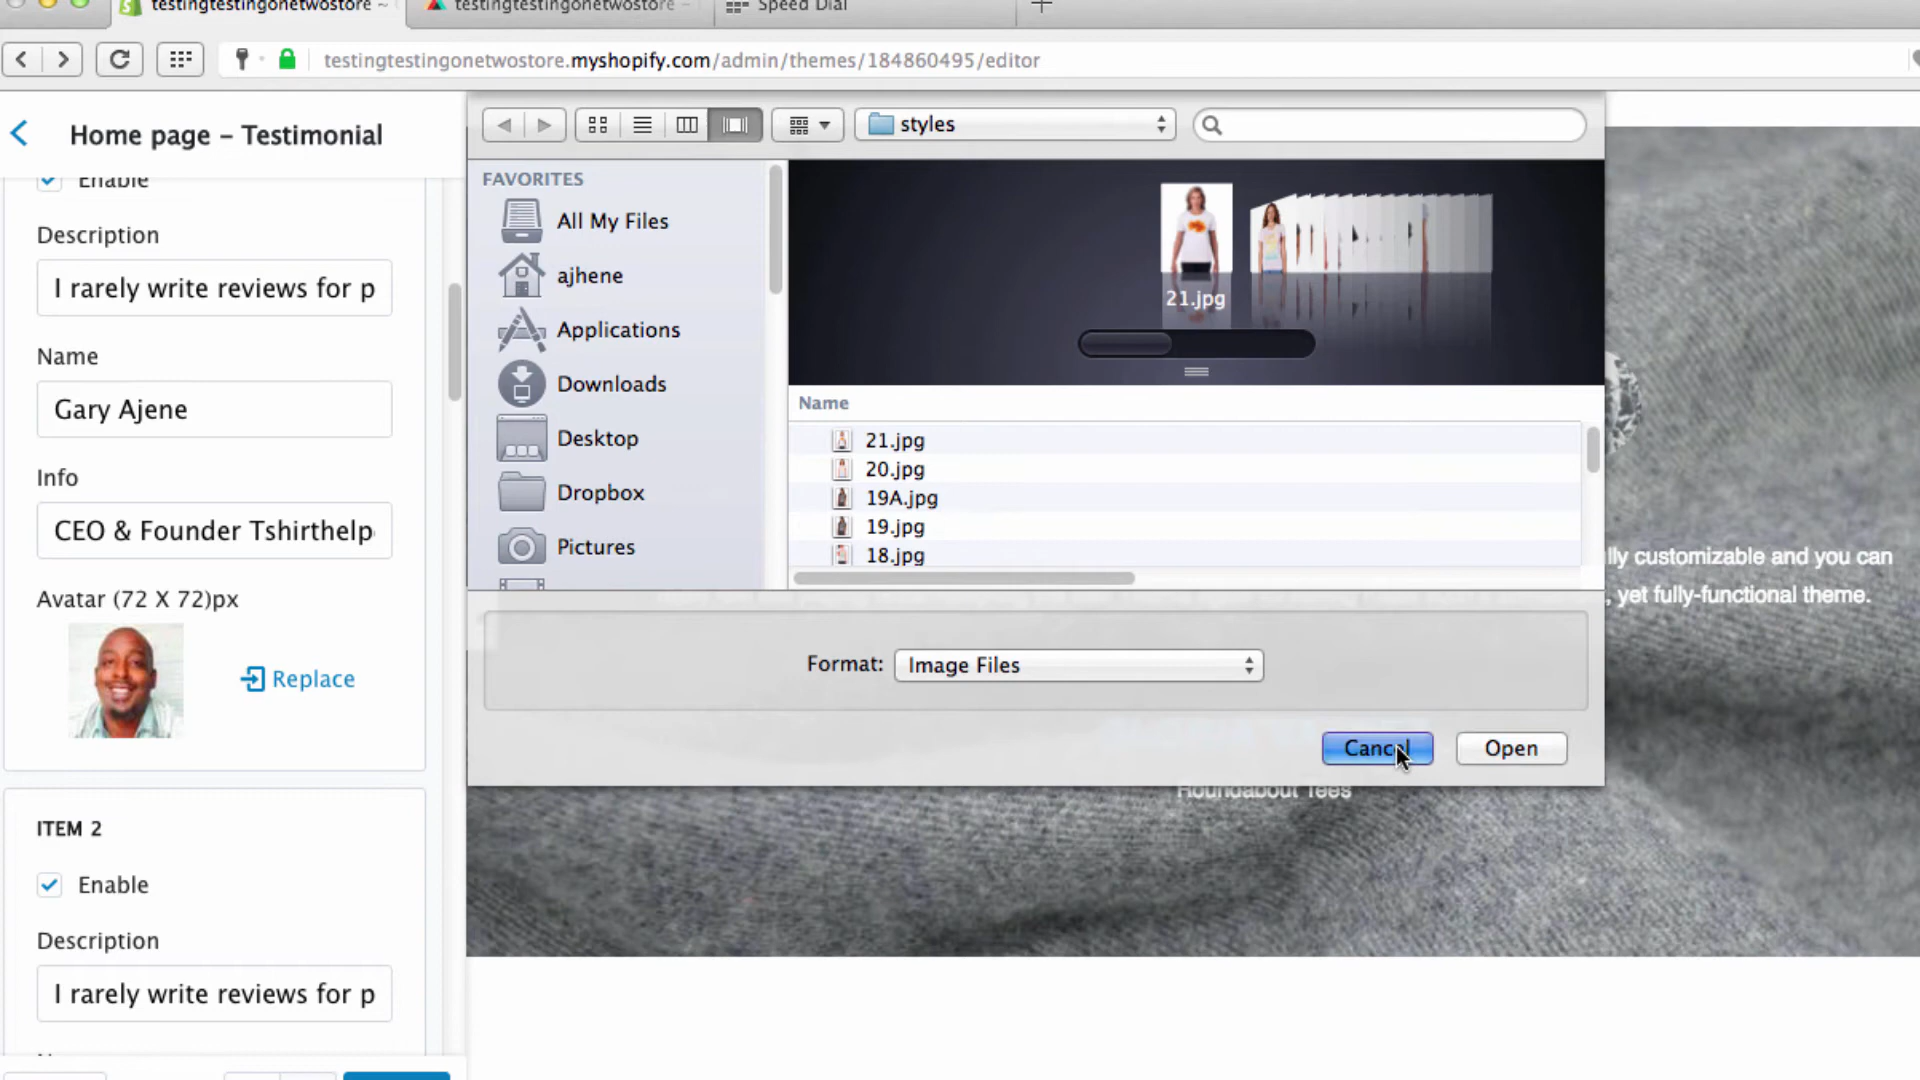 testingtestingonetwostore ~
testingtestingonetwostore –
Speed Dial
testingtestingonetwostore.myshopify.com/admin/themes/184860495/editor
Home page – Testimonial
Enable
Description
I rarely write reviews for p
Name
Gary Ajene
Info
CEO & Founder Tshirthelp
Avatar (72 X 72)px
Replace
ITEM 2
Enable
Description
I rarely write reviews for p
styles
FAVORITES
All My Files
ajhene
Applications
Downloads
Desktop
Dropbox
Pictures
21.jpg
Name
21.jpg
20.jpg
19A.jpg
19.jpg
18.jpg
Format: Image Files
Cancel
Open
lly customizable and you can
, yet fully-functional theme.
Roundabout Tees